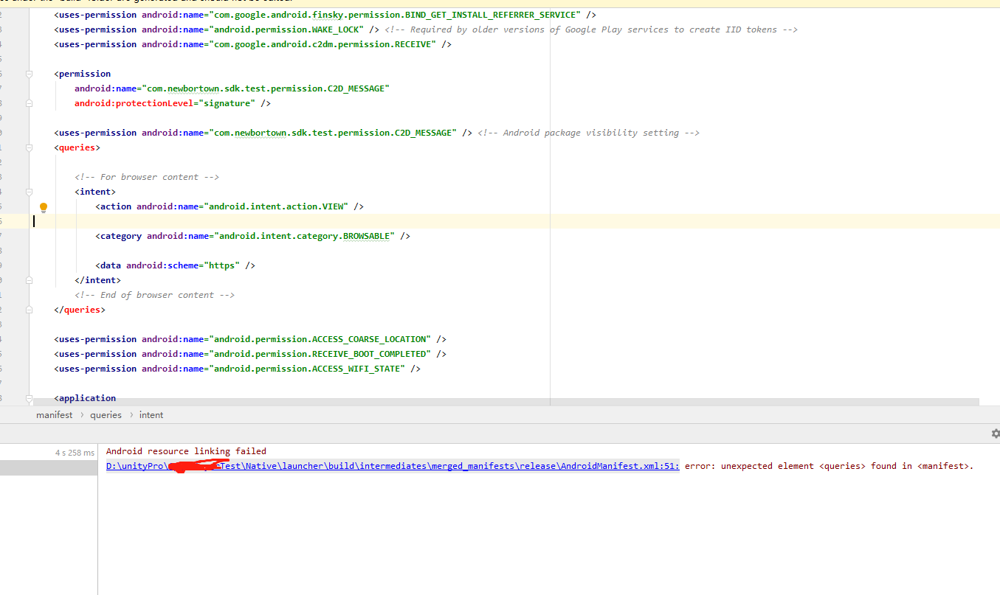 <uses-permission android:name="com.google.android.finsky.permission.BIND_GET_INSTALL_REFERRER_SERVICE" />
<uses-permission android:name="android.permission.WAKE_LOCK" /> <!-- Required by older versions of Google Play services to create IID tokens -->
<uses-permission android:name="com.google.android.c2dm.permission.RECEIVE" />
<permission
android:name="com.newbortown.sdk.test.permission.C2D_MESSAGE"
android:protectionLevel="signature" />
<uses-permission android:name="com.newbortown.sdk.test.permission.C2D_MESSAGE" /> <!-- Android package visibility setting -->
<queries>
<!-- For browser content -->
<intent>
<action android:name="android.intent.action.VIEW" />
<category android:name="android.intent.category.BROWSABLE" />
<data android:scheme="https" />
</intent>
<!-- End of browser content -->
</queries>
<uses-permission android:name="android.permission.ACCESS_COARSE_LOCATION" />
<uses-permission android:name="android.permission.RECEIVE_BOOT_COMPLETED" />
<uses-permission android:name="android.permission.ACCESS_WIFI_STATE" />
<application
manifest › queries › intent
4 s 258 ms
Android resource linking failed
D:\unityPro\ Test\Native\launcher\build\intermediates\merged_manifests\release\AndroidManifest.xml:51: error: unexpected element <queries> found in <manifest>.